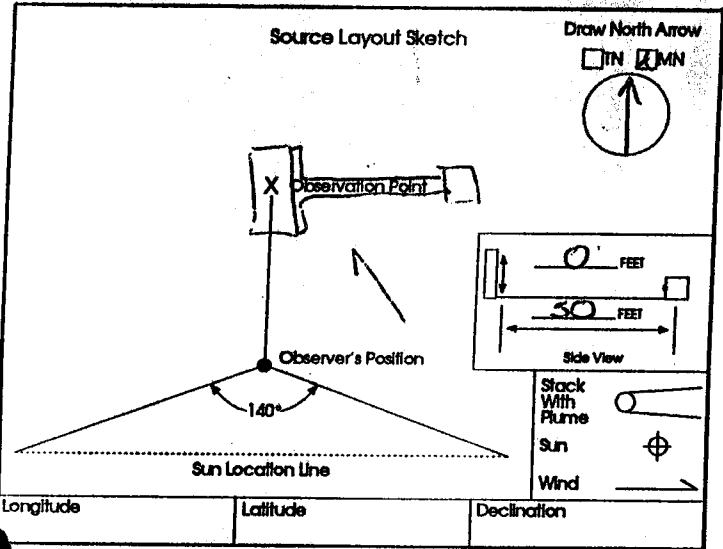 Source Layout Sketch
Draw North Arrow
TN MN
X Observation Point
0' FEET
50 FEET
Side View
Observer's Position
140°
Sun Location Line
Stack
With
Plume
Sun
Wind
Longitude
Latitude
Declination